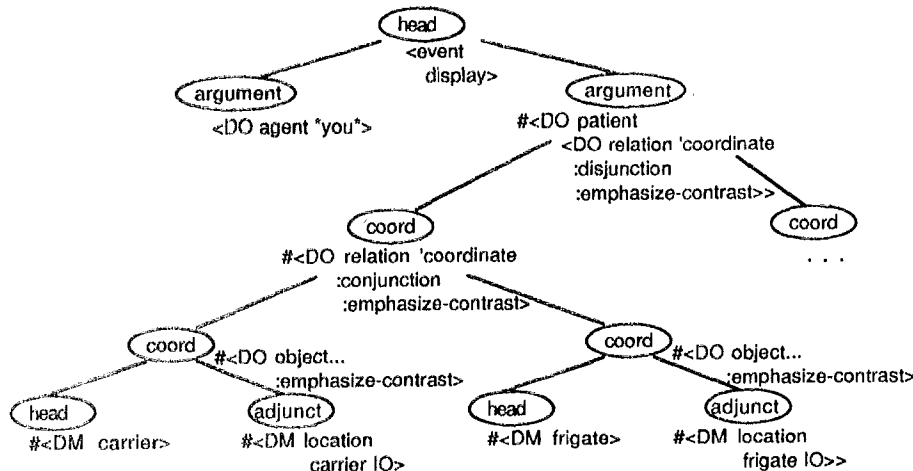 head
<event
display>
argument
argument
<DO agent *you*>
#<DO patient
<DO relation 'coordinate
:disjunction
:emphasize-contrast>>
coord
coord
#<DO relation 'coordinate
:conjunction
:emphasize-contrast>
. . .
coord
#<DO object...
:emphasize-contrast>
coord
#<DO object...
:emphasize-contrast>
head
adjunct
head
adjunct
#<DM carrier>
#<DM location
carrier IO>
#<DM frigate>
#<DM location
frigate IO>>